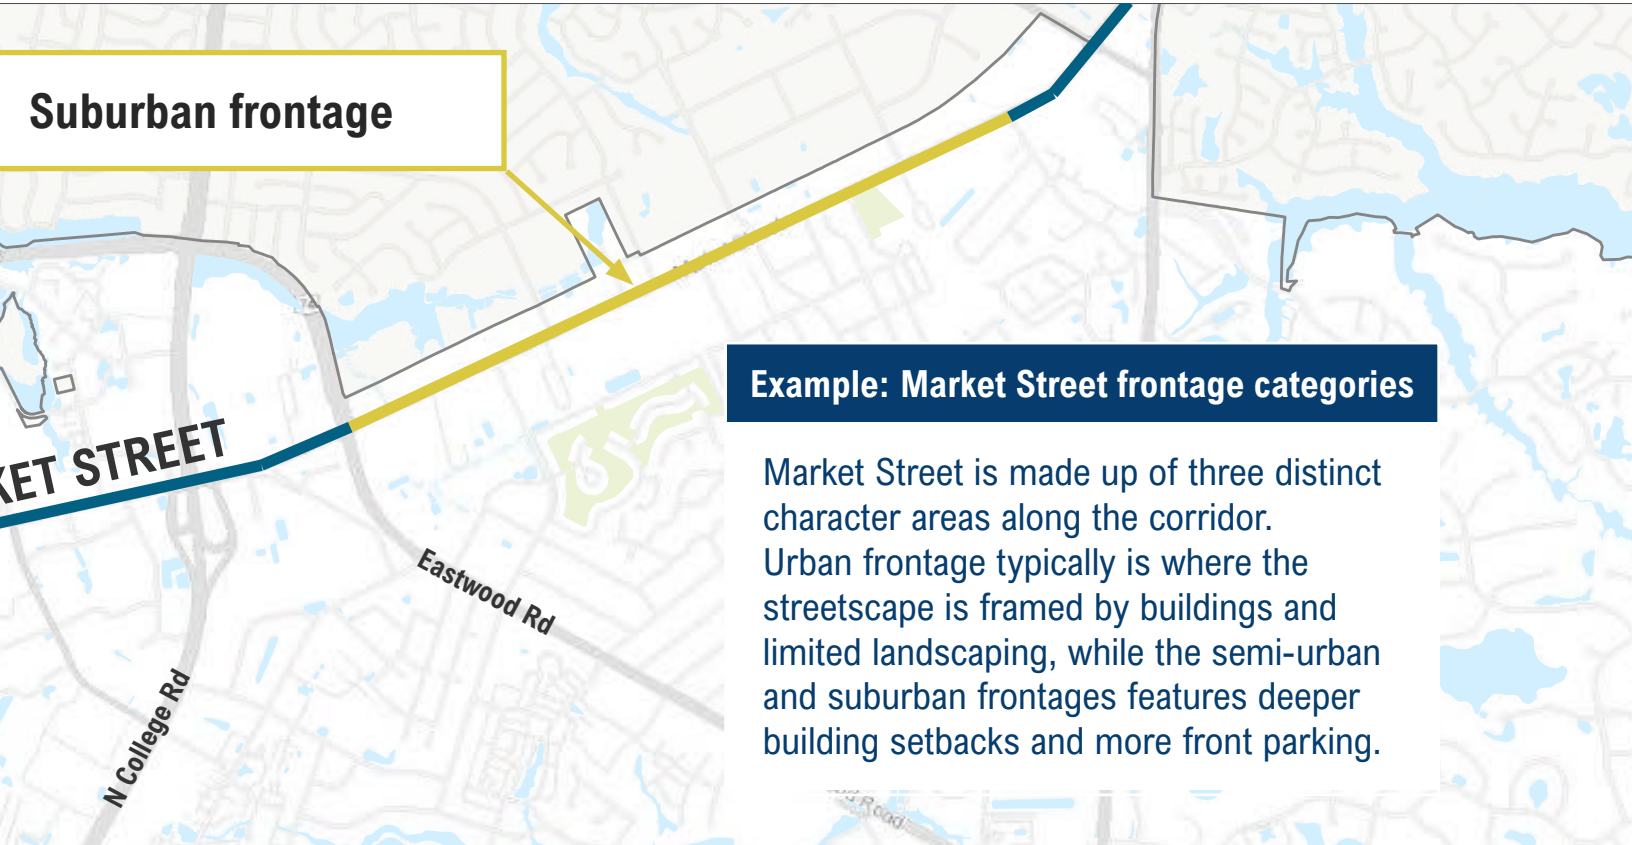 Suburban frontage
KET STREET
Eastwood Rd
N College Rd
Example: Market Street frontage categories
Market Street is made up of three distinct
character areas along the corridor.
Urban frontage typically is where the
streetscape is framed by buildings and
limited landscaping, while the semi-urban
and suburban frontages features deeper
building setbacks and more front parking.
Road